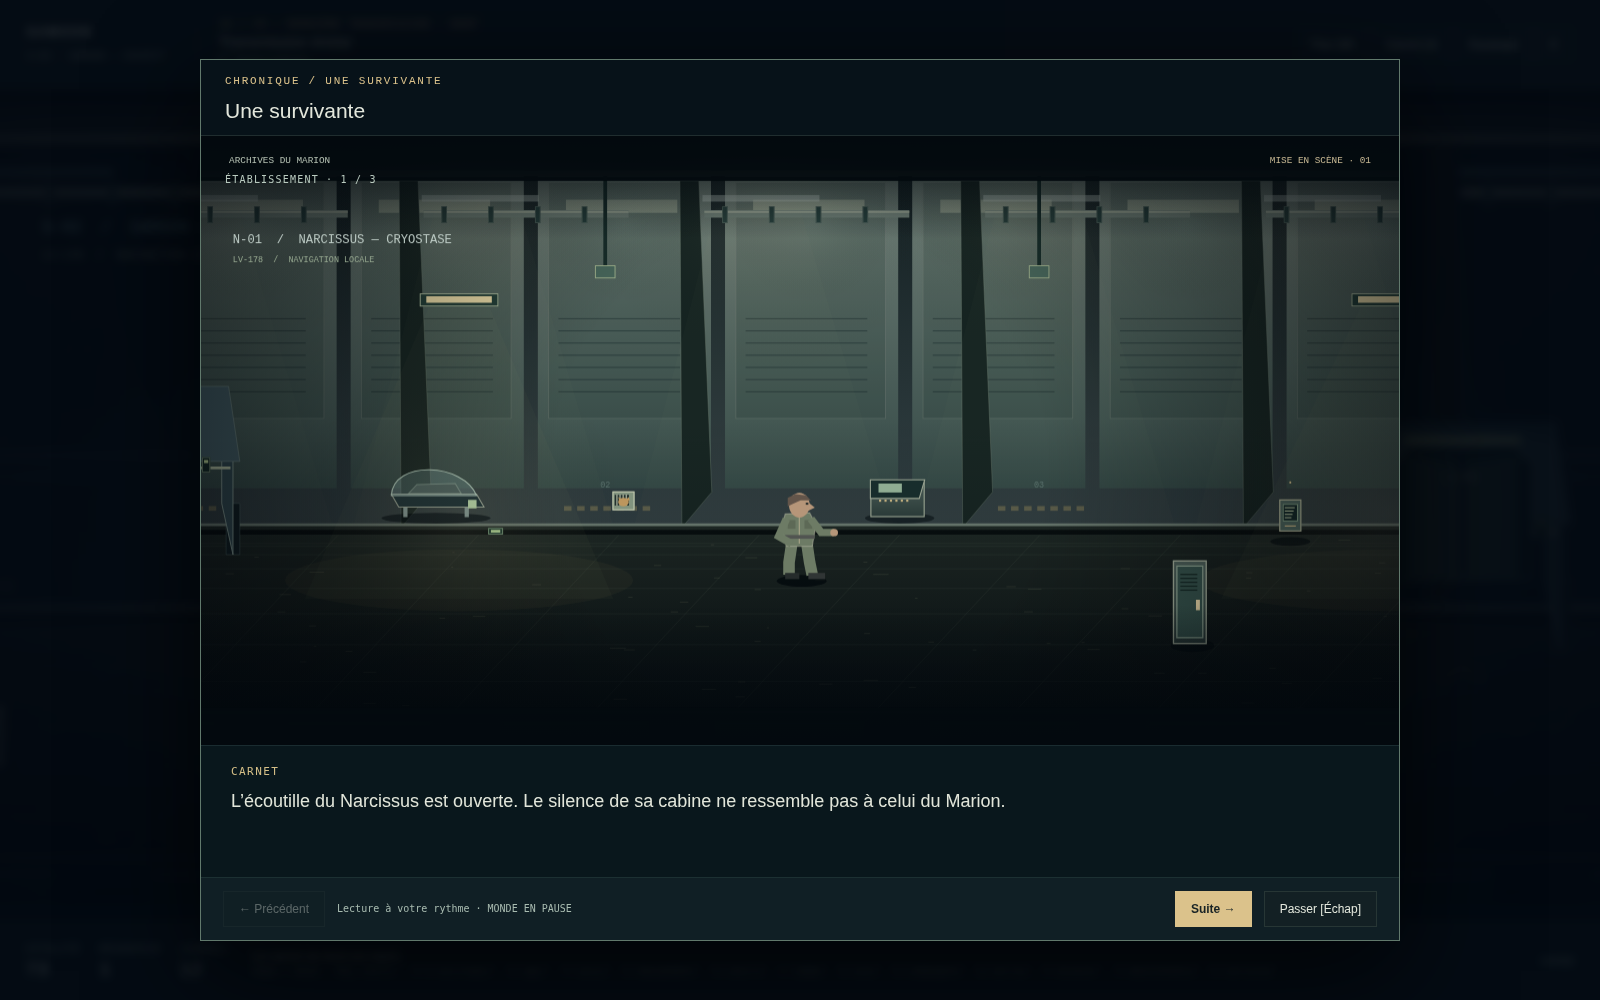 CHRONIQUE / UNE SURVIVANTE
Une survivante
ARCHIVES DU MARION
MISE EN SCÈNE · 01
ÉTABLISSEMENT · 1 / 3
N-01 / NARCISSUS — CRYOSTASE
LV-178 / NAVIGATION LOCALE
02
03
CARNET
L’écoutille du Narcissus est ouverte. Le silence de sa cabine ne ressemble pas à celui du Marion.
← Précédent
Lecture à votre rythme · MONDE EN PAUSE
Suite →
Passer [Échap]